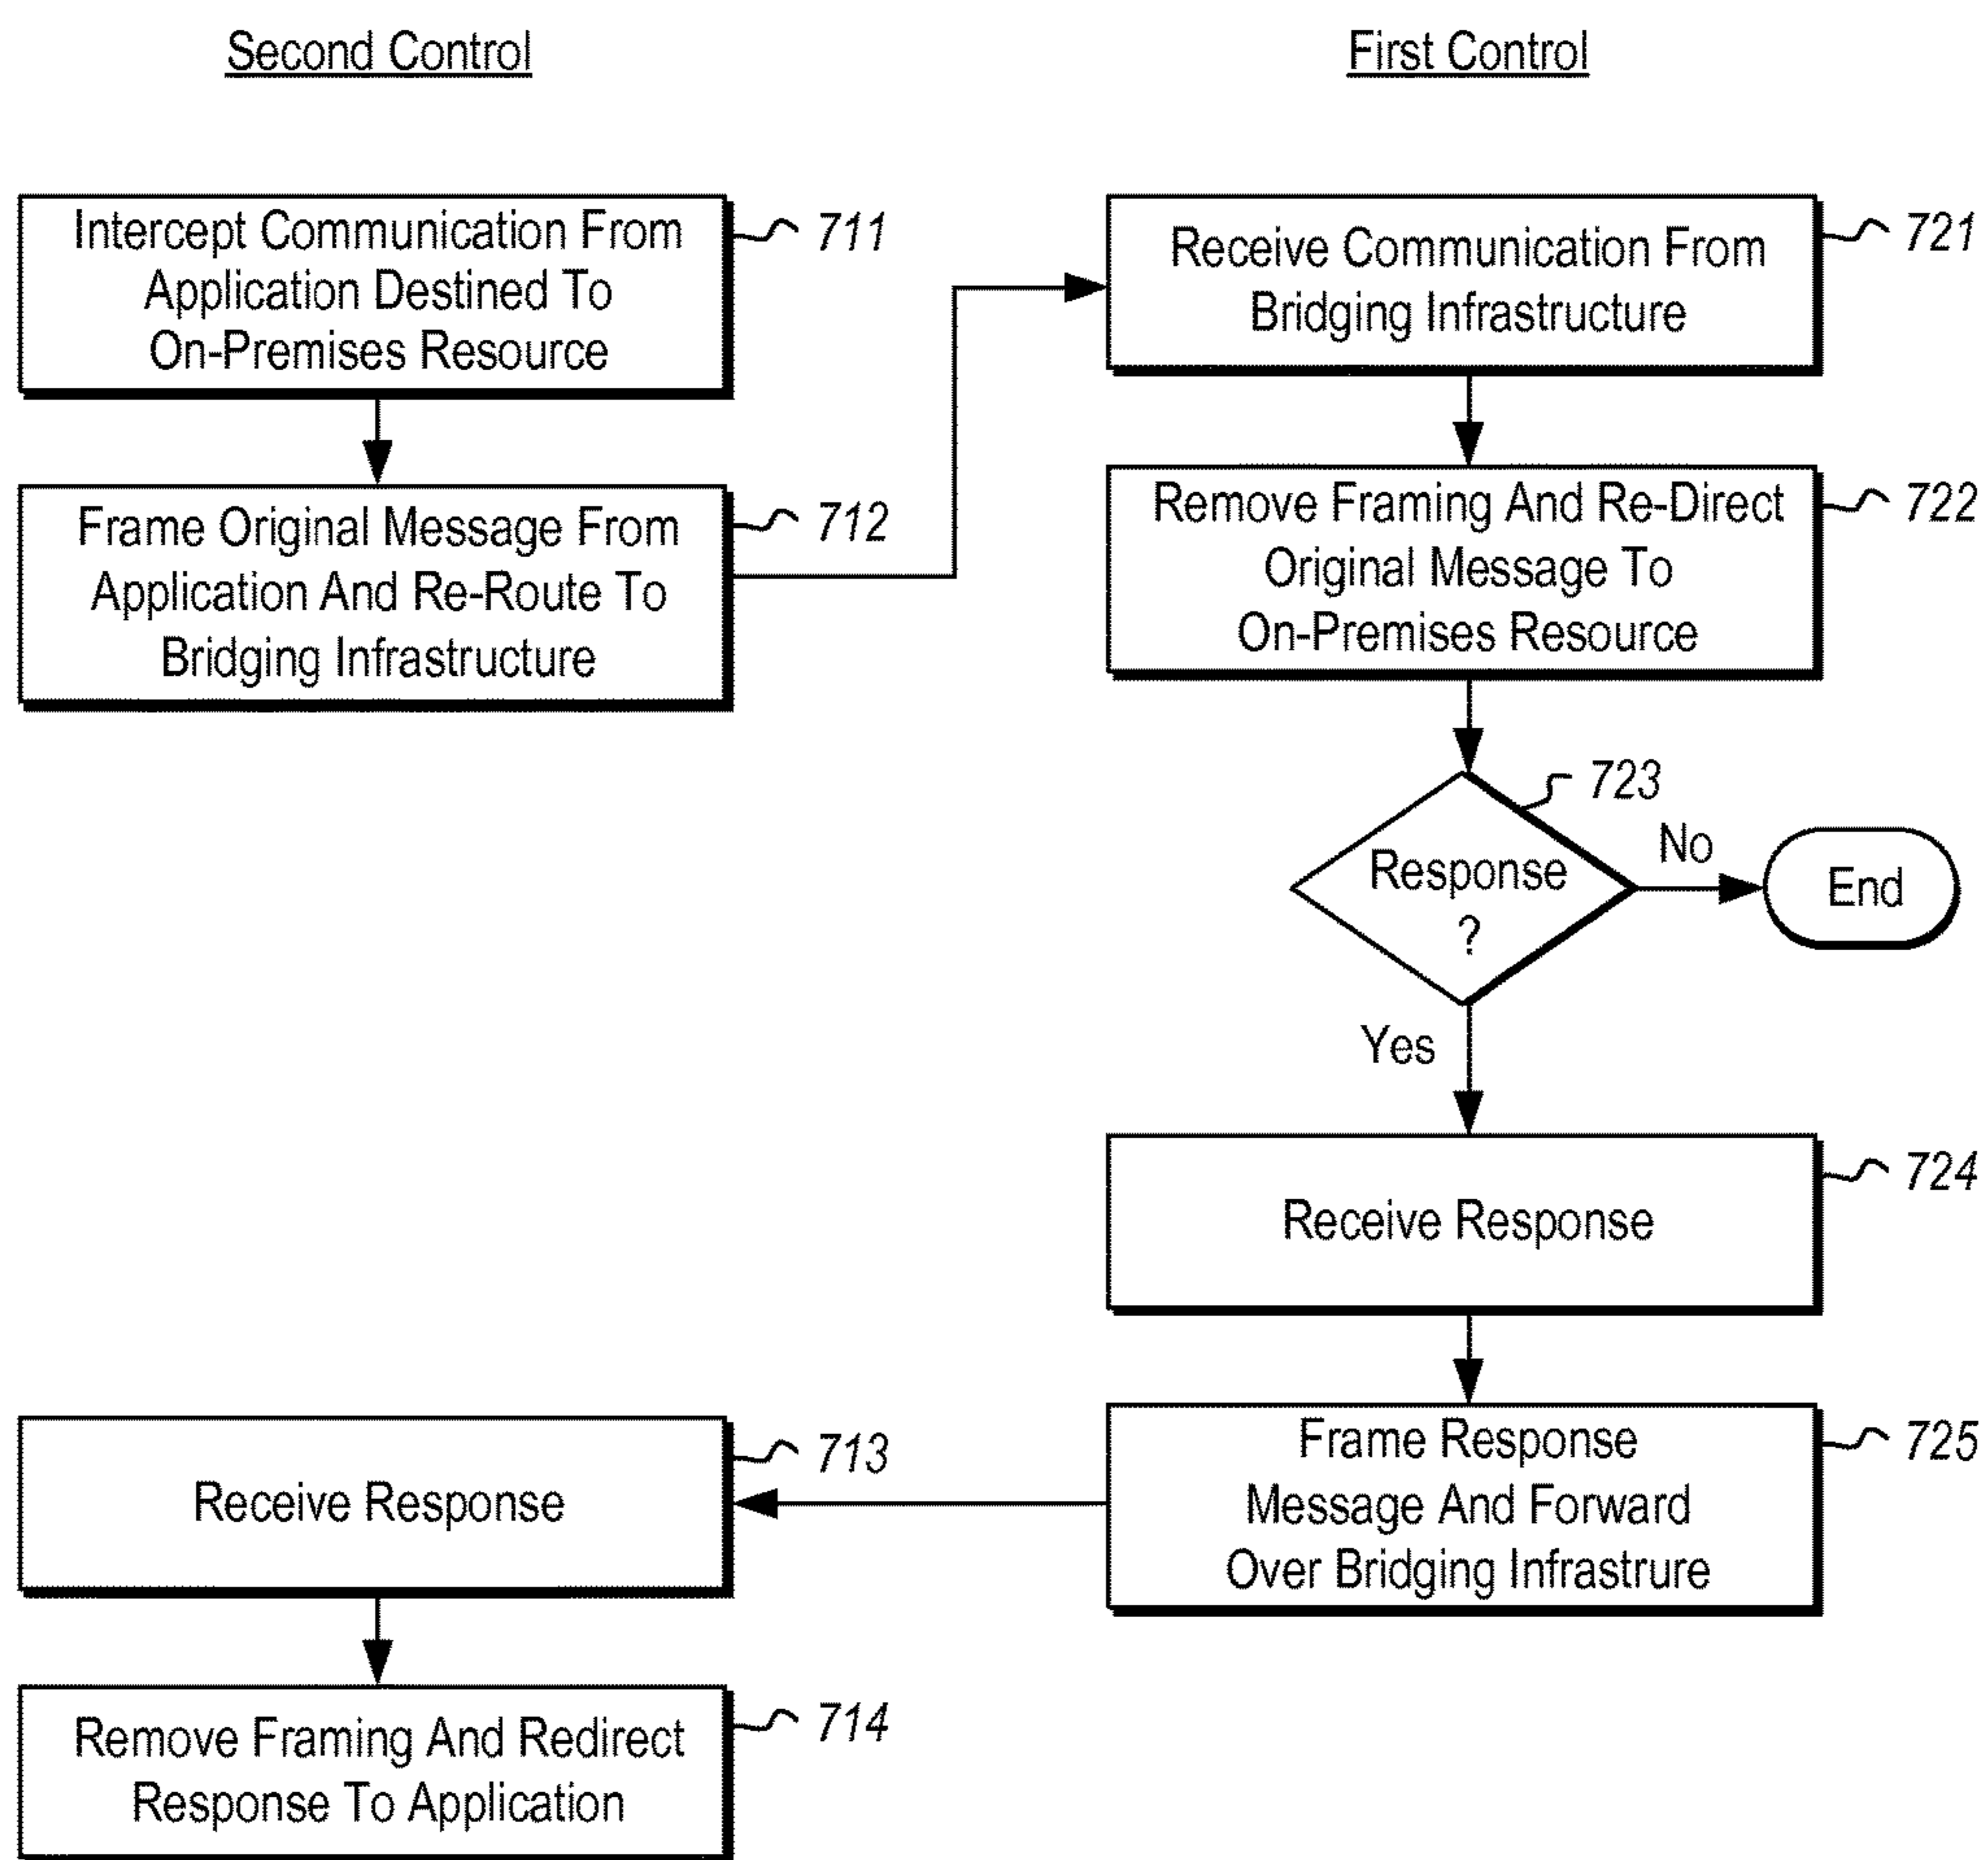 Second Control
First Control
Intercept Communication From
Application Destined To
On-Premises Resource
711
Frame Original Message From
Application And Re-Route To
Bridging Infrastructure
712
Receive Communication From
Bridging Infrastructure
721
Remove Framing And Re-Direct
Original Message To
On-Premises Resource
722
723
Response
?
No
End
Yes
Receive Response
724
Frame Response
Message And Forward
Over Bridging Infrastrure
725
Receive Response
713
Remove Framing And Redirect
Response To Application
714